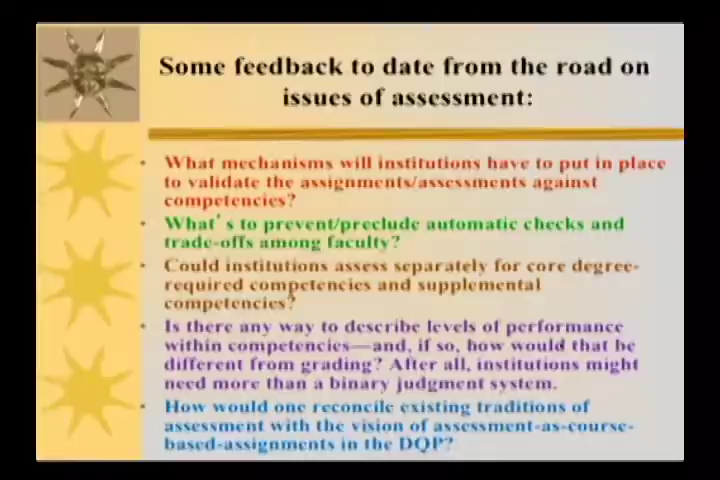 Some feedback to date from the road on
issues of assessment:
• What mechanisms will institutions have to put in place
to validate the assignments/assessments against
competencies?
• What's to prevent/preclude automatic checks and
trade-offs among faculty?
• Could institutions assess separately for core degree-
required competencies and supplemental
competencies?
• Is there any way to describe levels of performance
within competencies—and, if so, how would that be
different from grading? After all, institutions might
need more than a binary judgment system.
• How would one reconcile existing traditions of
assessment with the vision of assessment-as-course-
based-assignments in the DQP?